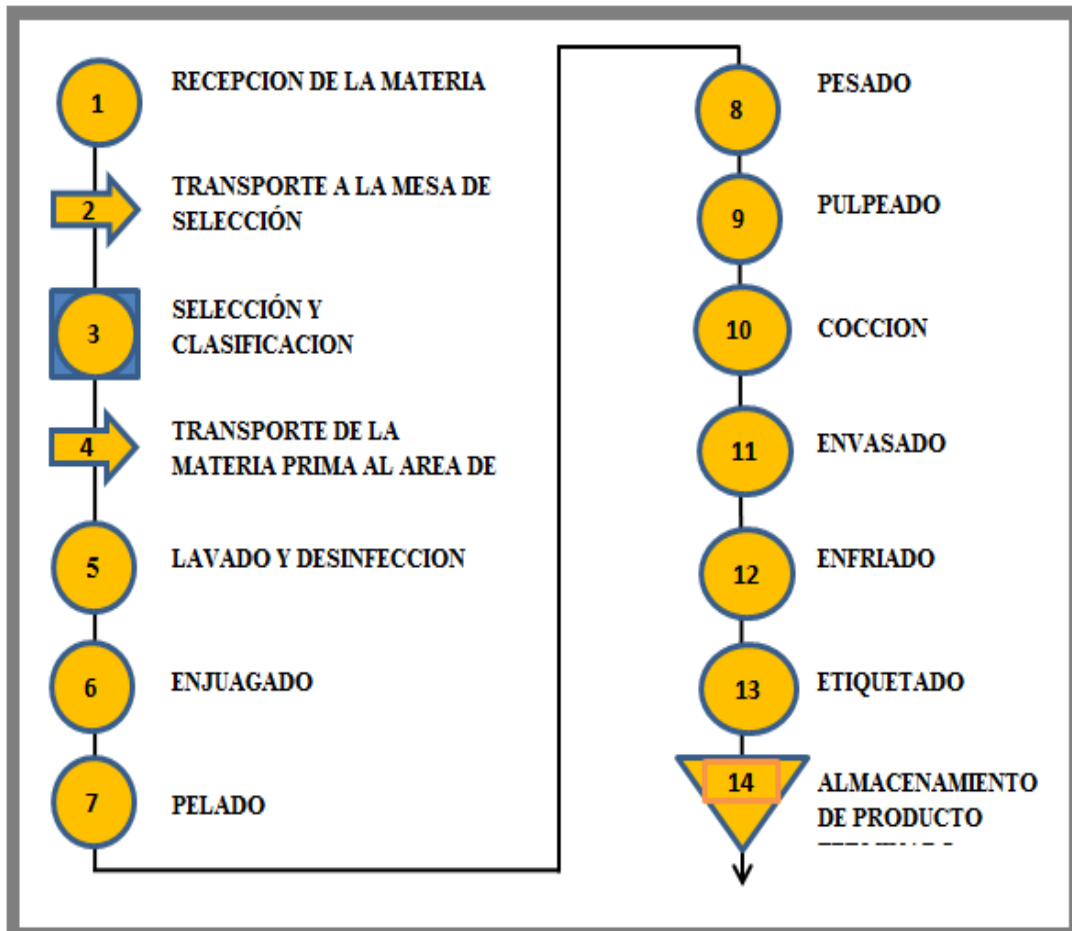 1
RECEPCION DE LA MATERIA
2
TRANSPORTE A LA MESA DE
SELECCIÓN
3
SELECCIÓN Y
CLASIFICACION
4
TRANSPORTE DE LA
MATERIA PRIMA AL AREA DE
5
LAVADO Y DESINFECCION
6
ENJUAGADO
7
PELADO
8
PESADO
9
PULPEADO
10
COCCION
11
ENVASADO
12
ENFRIADO
13
ETIQUETADO
14
ALMACENAMIENTO
DE PRODUCTO